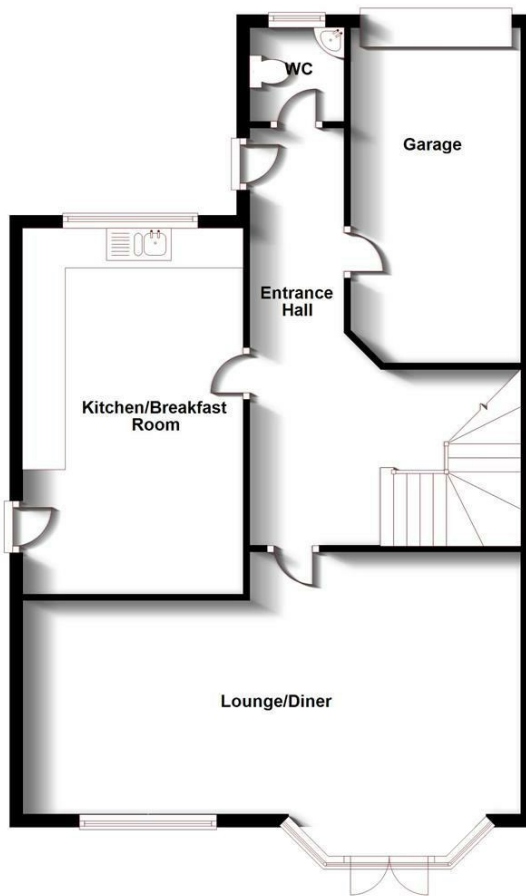 WC
Garage
Entrance
Hall
Kitchen/Breakfast
Room
Lounge/Diner